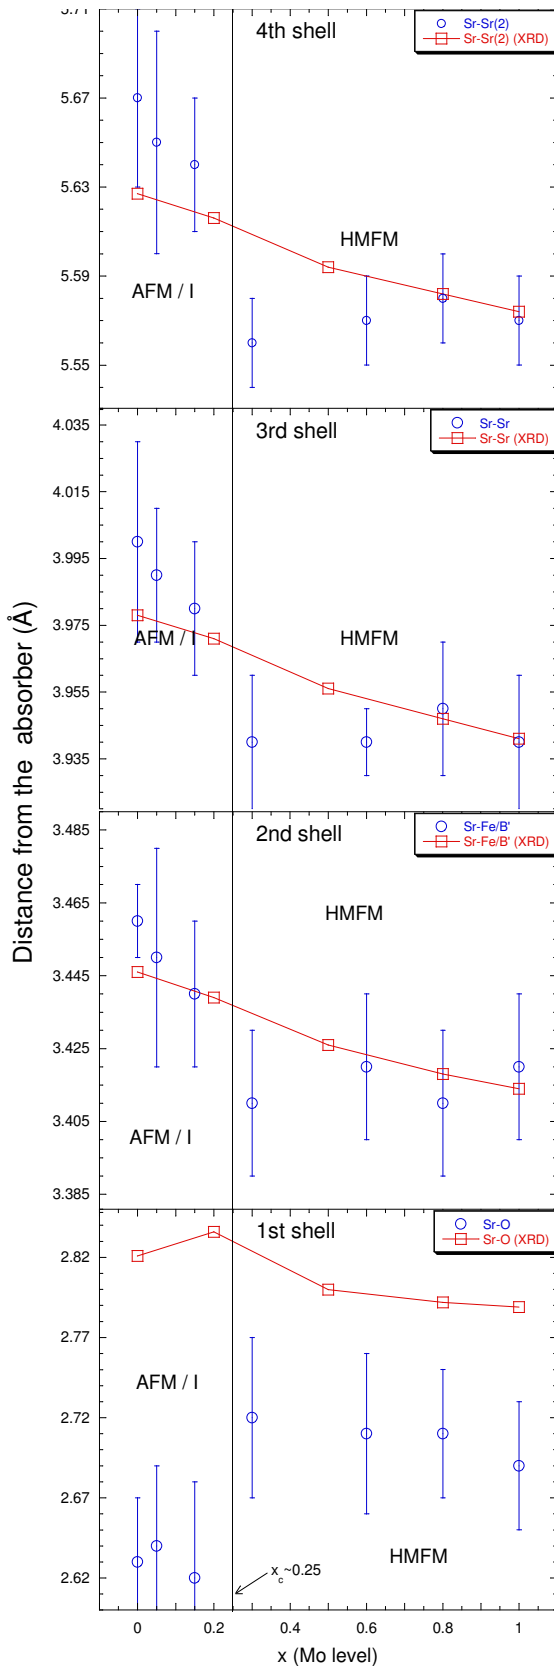 5.71
4th shell
Sr-Sr(2)
Sr-Sr(2) (XRD)
5.67
5.63
HMFM
5.59
AFM / I
5.55
3rd shell
Sr-Sr
Sr-Sr (XRD)
4.035
4.015
3.995
3.975
AFM / I
HMFM
3.955
3.935
Distance from the absorber (Å)
2nd shell
Sr-Fe/B'
Sr-Fe/B' (XRD)
3.485
3.465
HMFM
3.445
3.425
3.405
AFM / I
3.385
1st shell
Sr-O
Sr-O (XRD)
2.82
2.77
AFM / I
2.72
2.67
HMFM
x_c~0.25
2.62
0 0.2 0.4 0.6 0.8 1
x (Mo level)